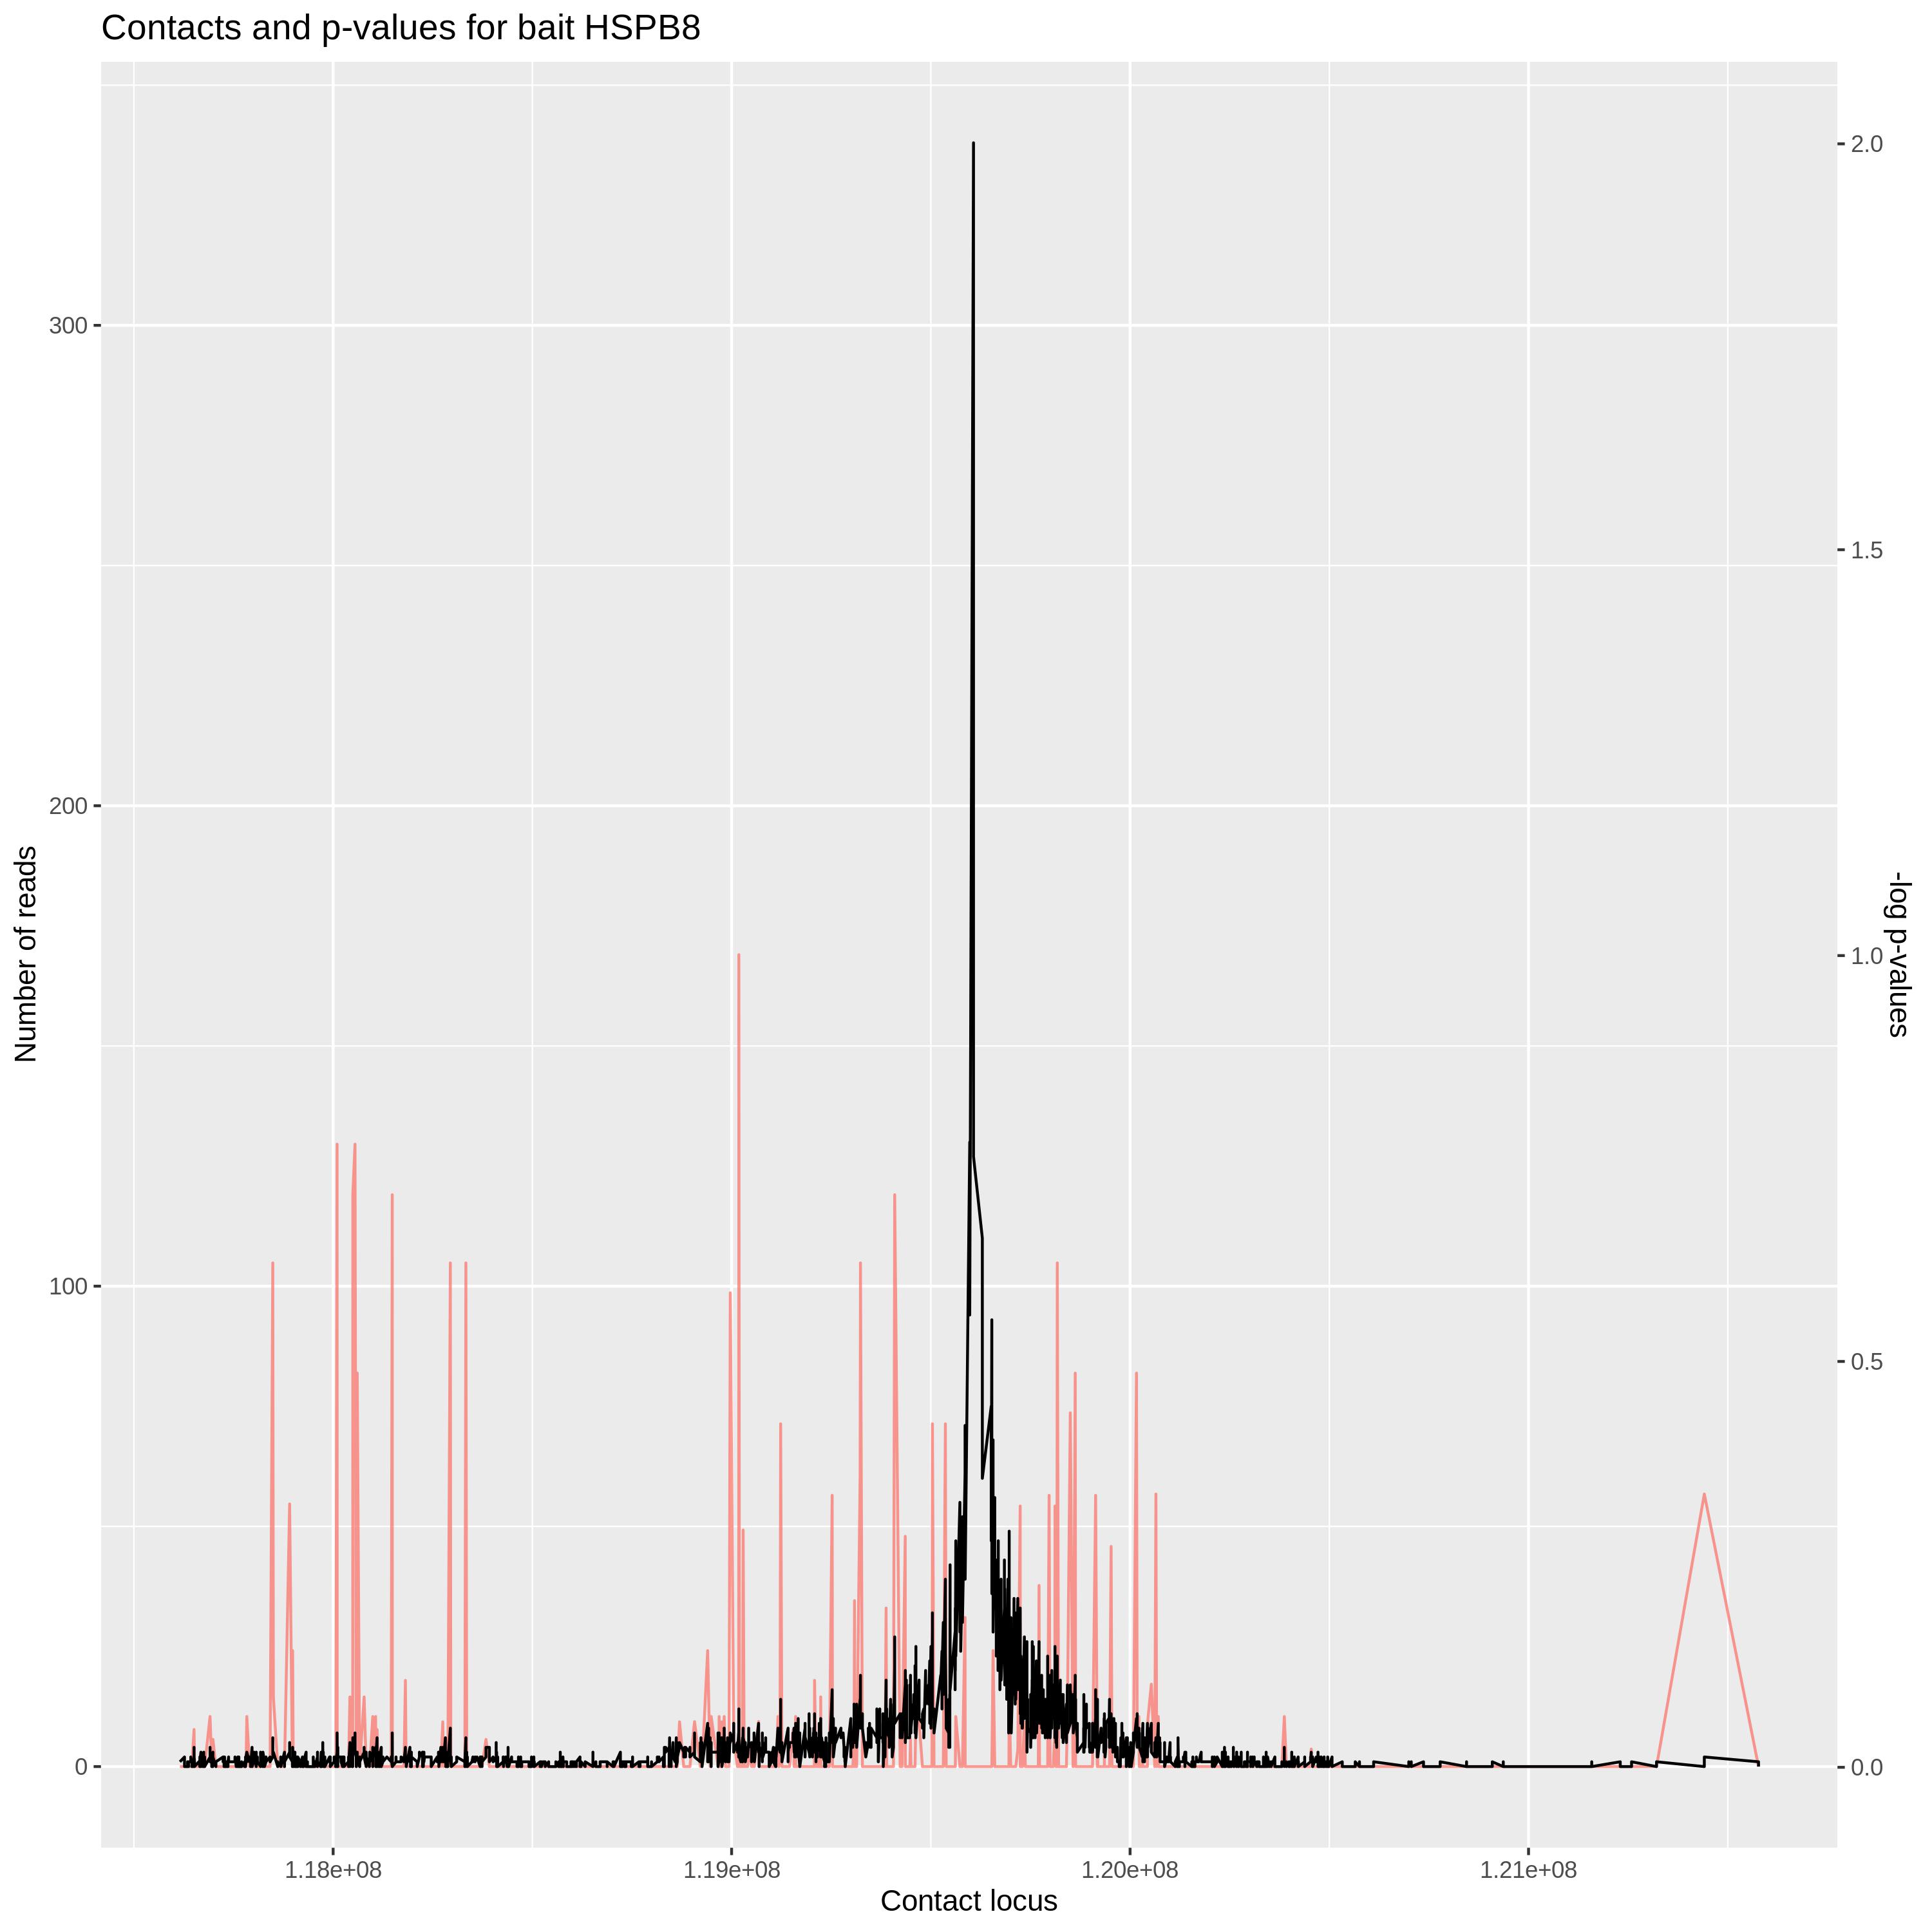 Contacts and p-values for bait HSPB8
300
200
100
0
Number of reads
2.0
1.5
1.0
0.5
0.0
-log p-values
1.18e+08
1.19e+08
1.20e+08
1.21e+08
Contact locus